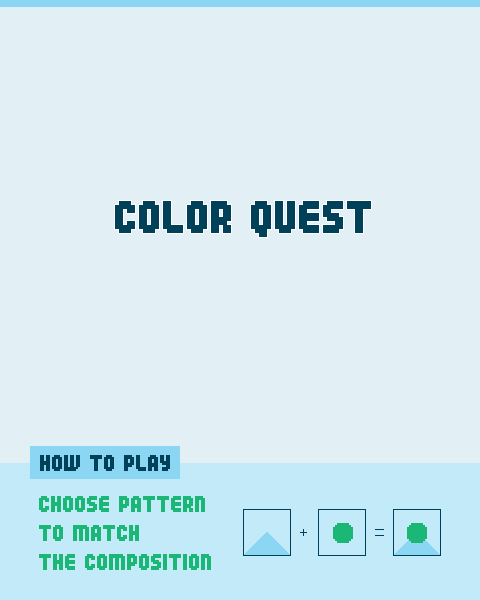 COLOR QUEST
HOW TO PLAY
CHOOSE PATTERN
TO MATCH
THE COMPOSITION
+ =